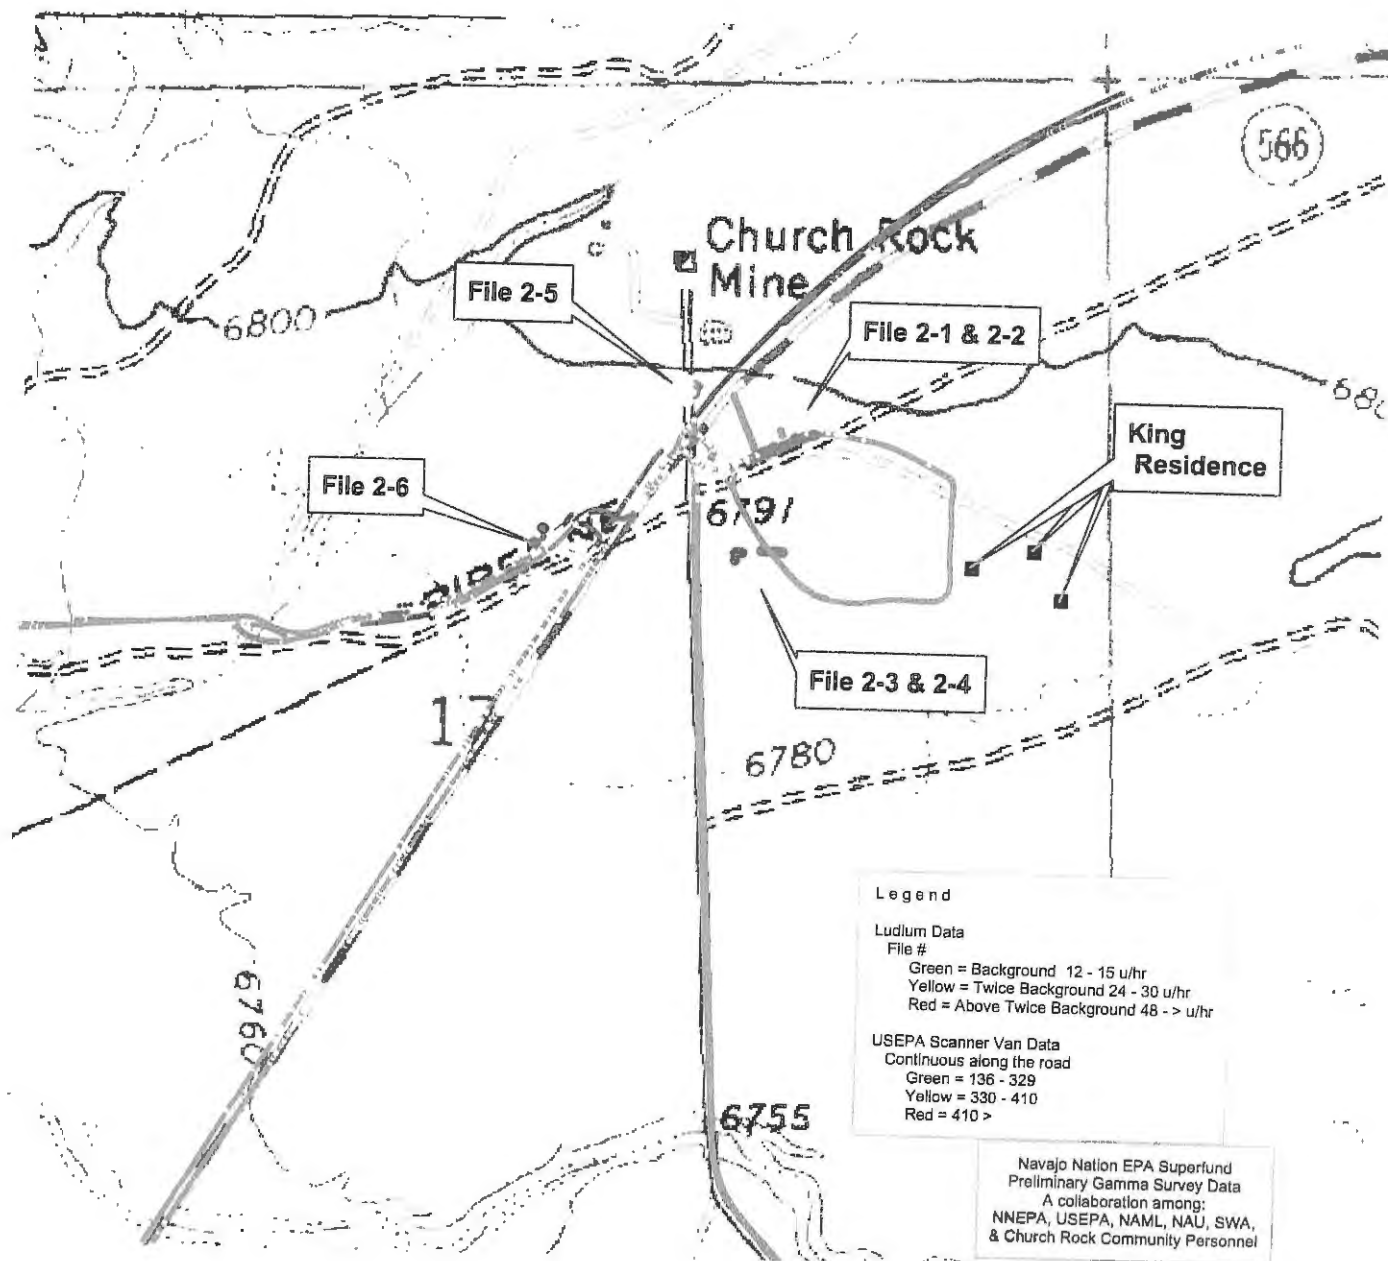 566
Church Rock
Mine
File 2-5
6800
File 2-1 & 2-2
680
King
Residence
File 2-6
6791
File 2-3 & 2-4
17
6780
6760
6755
Legend
Ludlum Data
File #
Green = Background 12 - 15 u/hr
Yellow = Twice Background 24 - 30 u/hr
Red = Above Twice Background 48 - > u/hr
USEPA Scanner Van Data
Continuous along the road
Green = 136 - 329
Yellow = 330 - 410
Red = 410 >
Navajo Nation EPA Superfund
Preliminary Gamma Survey Data
A collaboration among:
NNEPA, USEPA, NAML, NAU, SWA,
& Church Rock Community Personnel